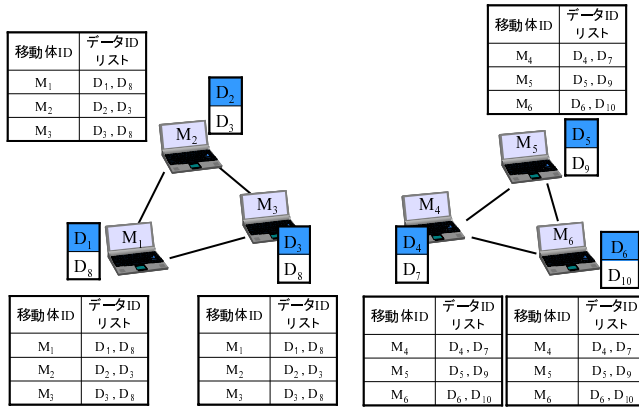 移動体ID データID リスト
M₁ D₁, D₈
M₂ D₂, D₃
M₃ D₃, D₈
移動体ID データID リスト
M₄ D₄, D₇
M₅ D₅, D₉
M₆ D₆, D₁₀
D₂
D₃
M₂
D₅
D₉
M₅
M₃
D₃
D₈
M₄
D₄
D₇
D₁
D₈
M₁
M₆
D₆
D₁₀
移動体ID データID リスト
M₁ D₁, D₈
M₂ D₂, D₃
M₃ D₃, D₈
移動体ID データID リスト
M₁ D₁, D₈
M₂ D₂, D₃
M₃ D₃, D₈
移動体ID データID リスト
M₄ D₄, D₇
M₅ D₅, D₉
M₆ D₆, D₁₀
移動体ID データID リスト
M₄ D₄, D₇
M₅ D₅, D₉
M₆ D₆, D₁₀